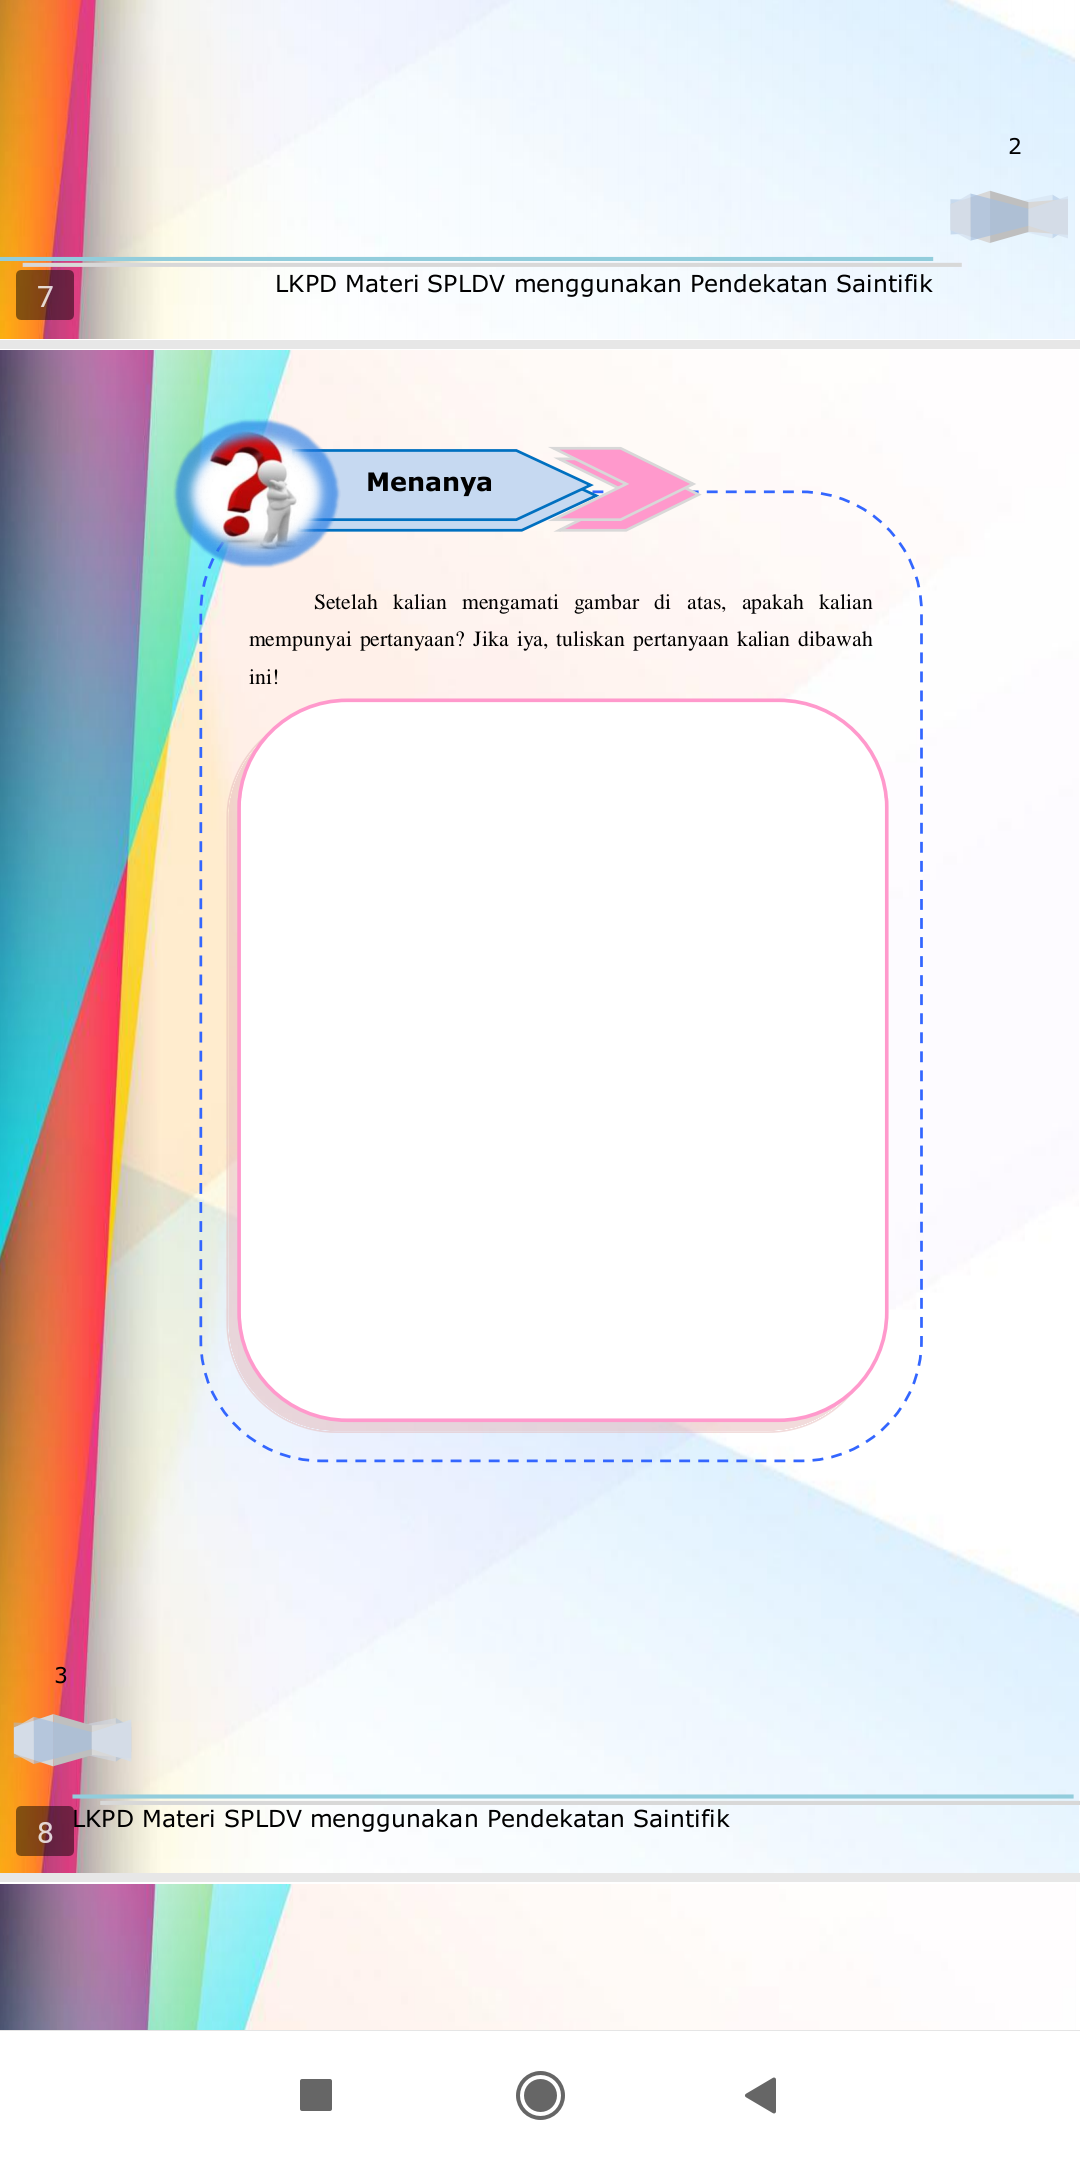 2
LKPD Materi SPLDV menggunakan Pendekatan Saintifik
7
Menanya
Setelah kalian mengamati gambar di atas, apakah kalian
mempunyai pertanyaan? Jika iya, tuliskan pertanyaan kalian dibawah
ini!
3
LKPD Materi SPLDV menggunakan Pendekatan Saintifik
8